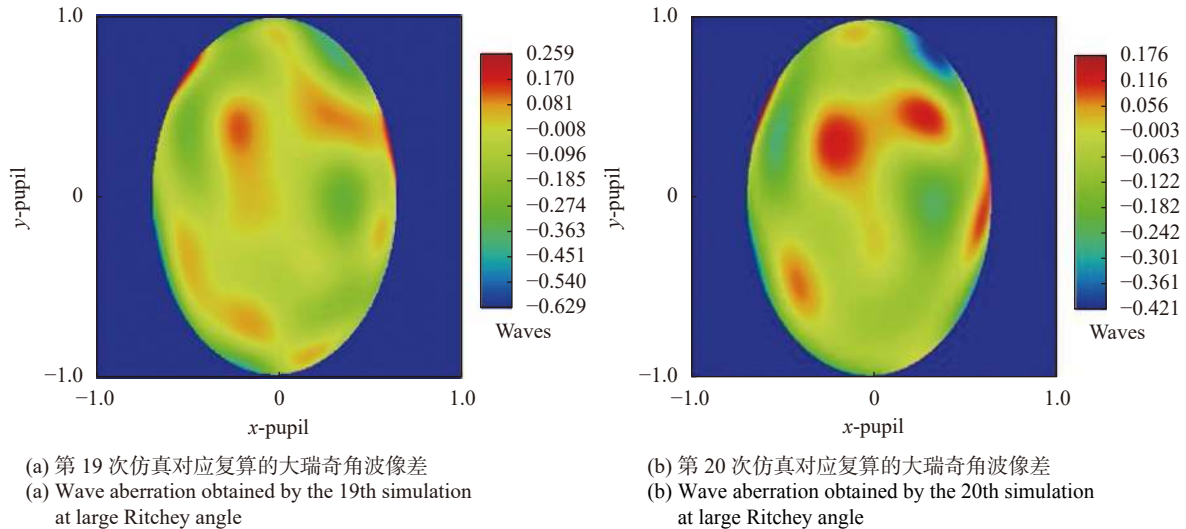 1.0
0
−1.0
y-pupil
−1.0
0
1.0
x-pupil
0.259
0.170
0.081
−0.008
−0.096
−0.185
−0.274
−0.363
−0.451
−0.540
−0.629
Waves
(a) 第 19 次仿真对应复算的大瑞奇角波像差
(a) Wave aberration obtained by the 19th simulation
at large Ritchey angle
1.0
0
−1.0
y-pupil
−1.0
0
1.0
x-pupil
0.176
0.116
0.056
−0.003
−0.063
−0.122
−0.182
−0.242
−0.301
−0.361
−0.421
Waves
(b) 第 20 次仿真对应复算的大瑞奇角波像差
(b) Wave aberration obtained by the 20th simulation
at large Ritchey angle